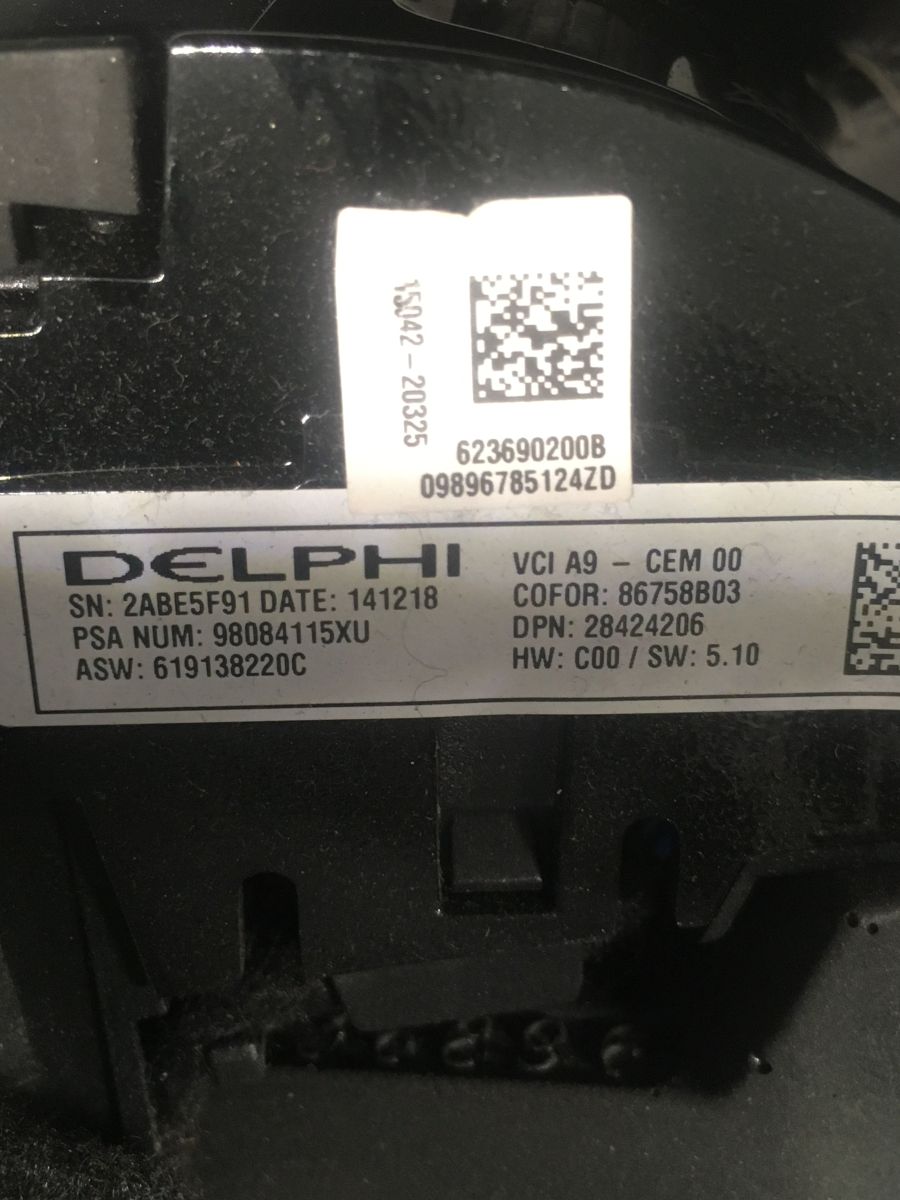 15042-20325
623690200B
09896785124ZD
DELPHI
SN: 2ABE5F91 DATE: 141218
PSA NUM: 98084115XU
ASW: 619138220C
VCI A9 - CEM 00
COFOR: 86758B03
DPN: 28424206
HW: C00 / SW: 5.10